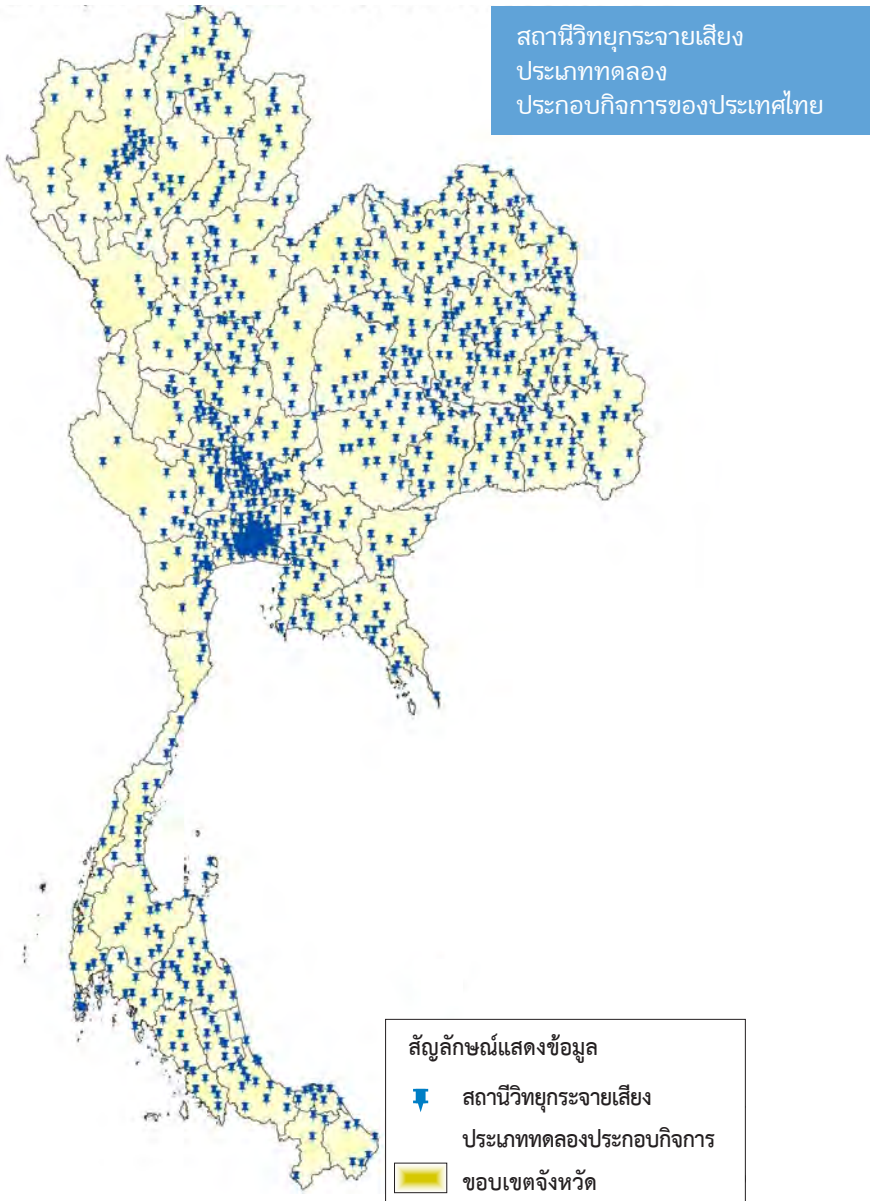 สถานีวิทยุกระจายเสียง
ประเภททดลอง
ประกอบกิจการของประเทศไทย
สัญลักษณ์แสดงข้อมูล
สถานีวิทยุกระจายเสียง
ประเภททดลองประกอบกิจการ
ขอบเขตจังหวัด